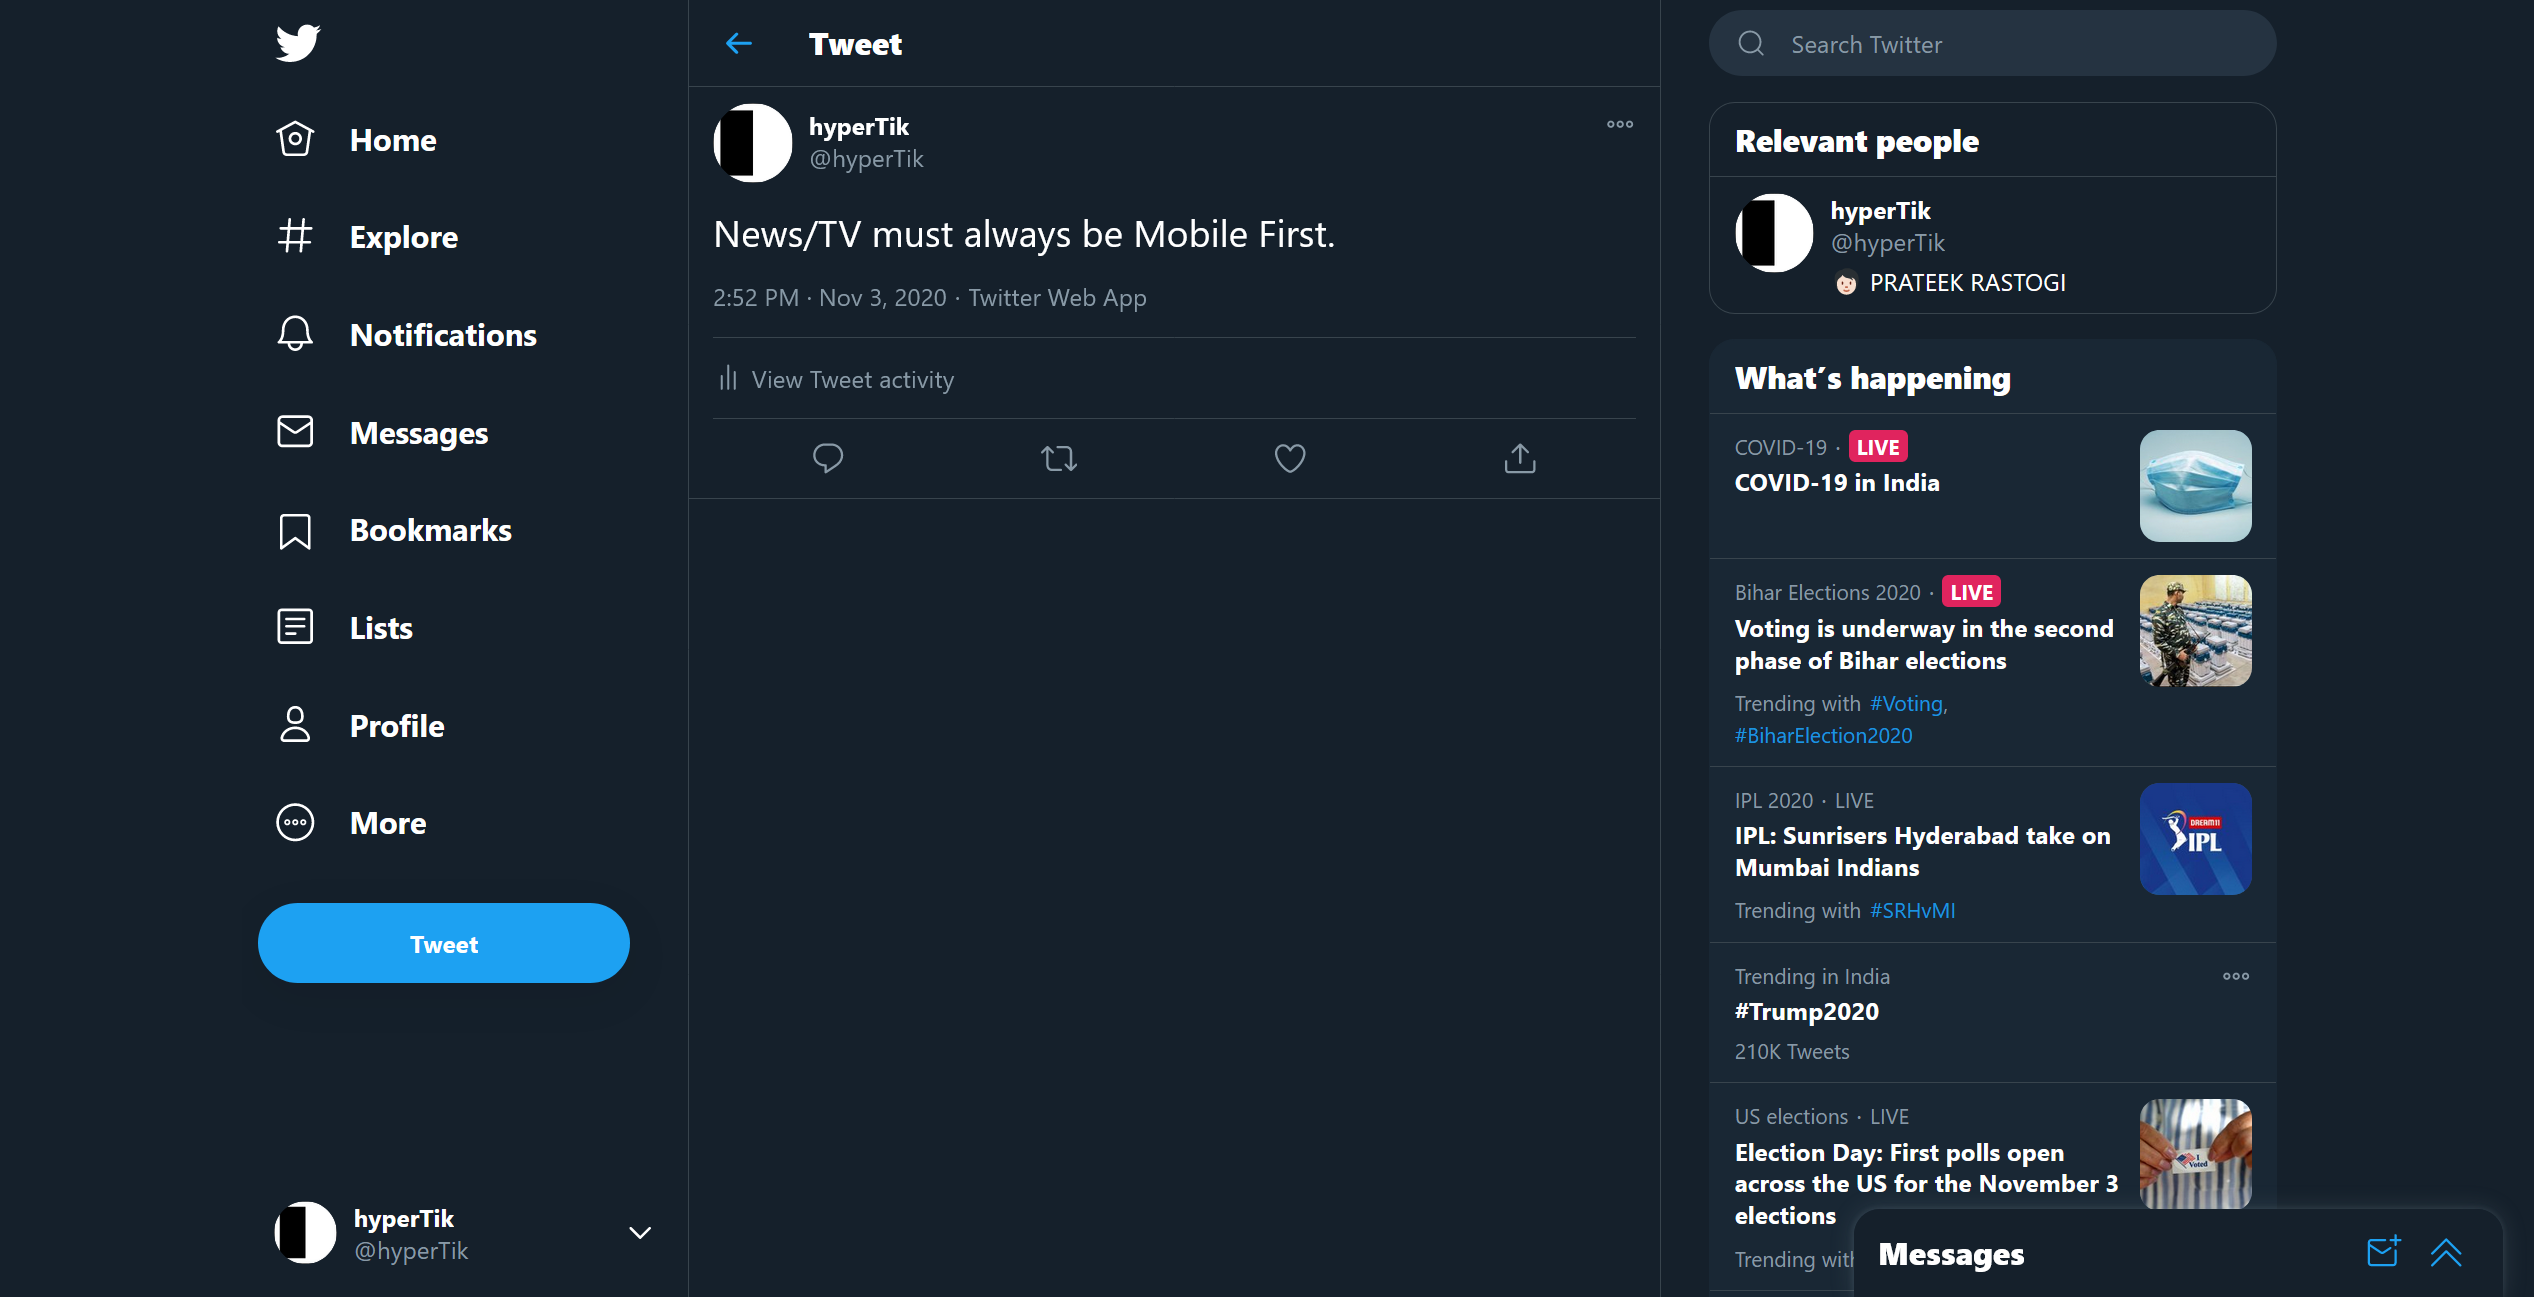 Home
Explore
Notifications
Messages
Bookmarks
Lists
Profile
More
Tweet
hyperTik
@hyperTik
Tweet
hyperTik
@hyperTik
News/TV must always be Mobile First.
2:52 PM · Nov 3, 2020 · Twitter Web App
View Tweet activity
Search Twitter
Relevant people
hyperTik
@hyperTik
PRATEEK RASTOGI
What's happening
COVID-19 · LIVE
COVID-19 in India
Bihar Elections 2020 · LIVE
Voting is underway in the second
phase of Bihar elections
Trending with #Voting,
#BiharElection2020
IPL 2020 · LIVE
IPL: Sunrisers Hyderabad take on
Mumbai Indians
Trending with #SRHvMI
DREAM11
IPL
Trending in India
#Trump2020
210K Tweets
US elections · LIVE
Election Day: First polls open
across the US for the November 3
elections
Trending with
I
Voted
Messages